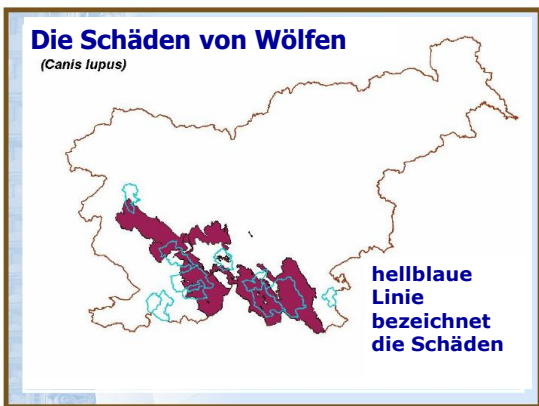 Die Schäden von Wölfen
(Canis lupus)
hellblaue
Linie
bezeichnet
die Schäden